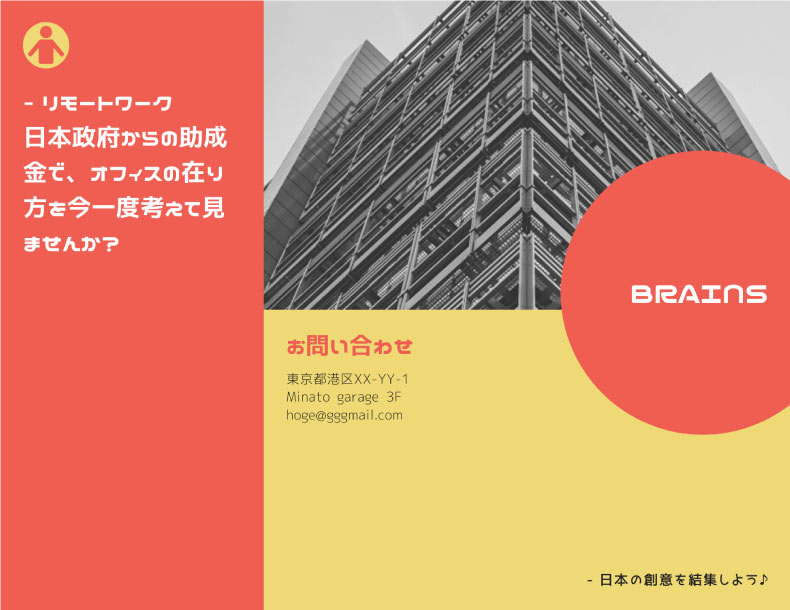 - リモートワーク
日本政府からの助成
金で、オフィスの在り
方を今一度考えて見
ませんか?
BRAINS
お問い合わせ
東京都港区XX-YY-1
Minato garage 3F
hoge@gggmail.com
- 日本の創意を結集しよう♪